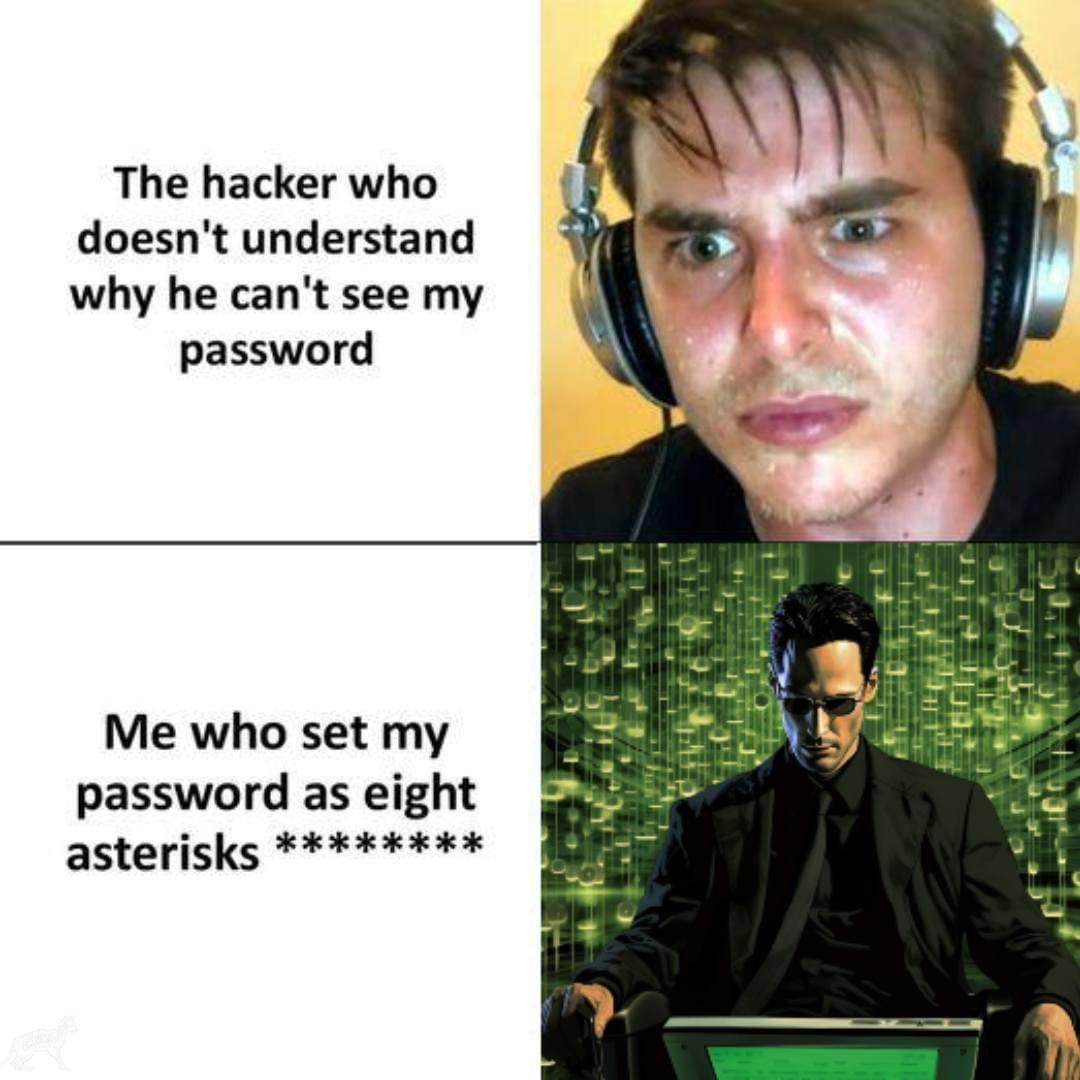 The hacker who
doesn't understand
why he can't see my
password
Me who set my
password as eight
asterisks ********